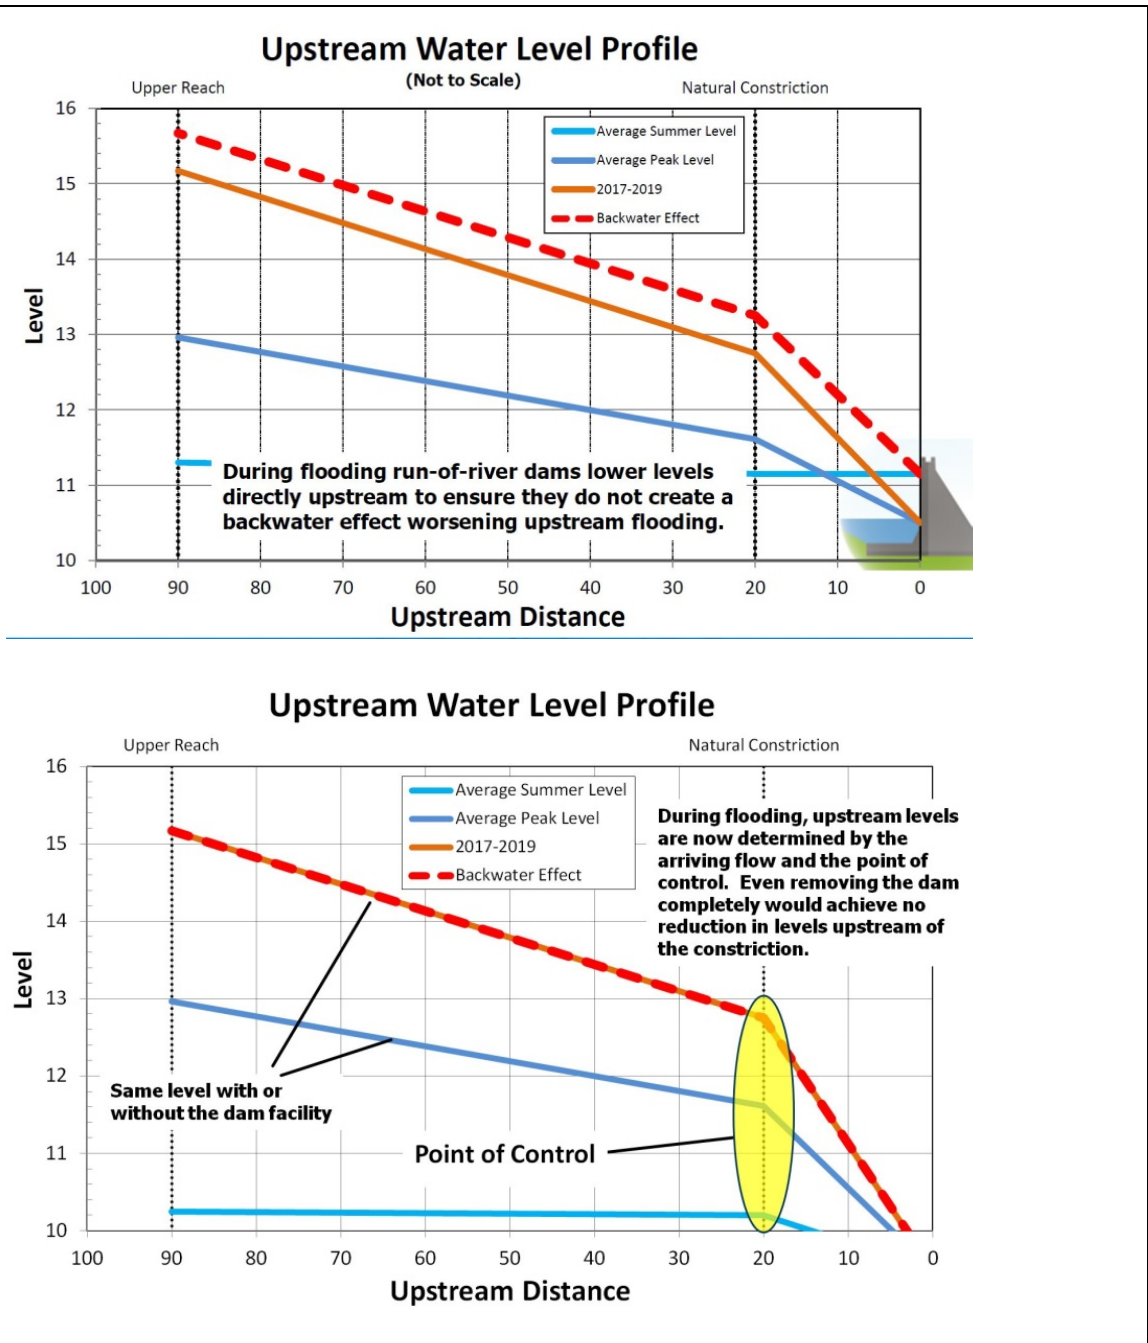 Upstream Water Level Profile
(Not to Scale)
Upper Reach
Natural Constriction
16
15
14
13
12
11
10
Level
Average Summer Level
Average Peak Level
2017-2019
Backwater Effect
During flooding run-of-river dams lower levels
directly upstream to ensure they do not create a
backwater effect worsening upstream flooding.
100 90 80 70 60 50 40 30 20 10 0
Upstream Distance
Upstream Water Level Profile
Upper Reach
Natural Constriction
16
15
14
13
12
11
10
Level
Average Summer Level
Average Peak Level
2017-2019
Backwater Effect
During flooding, upstream levels
are now determined by the
arriving flow and the point of
control. Even removing the dam
completely would achieve no
reduction in levels upstream of
the constriction.
Same level with or
without the dam facility
Point of Control
100 90 80 70 60 50 40 30 20 10 0
Upstream Distance